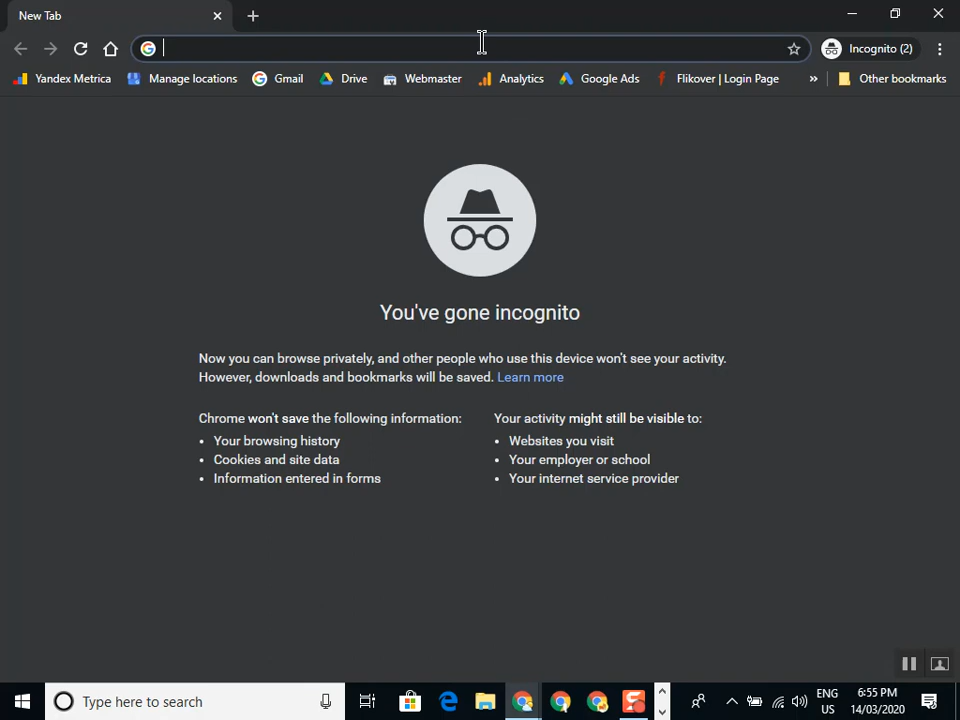 New Tab
Incognito (2)
Yandex Metrica
Manage locations
Gmail
Drive
Webmaster
Analytics
Google Ads
Flikover | Login Page
»
Other bookmarks
You've gone incognito
Now you can browse privately, and other people who use this device won't see your activity.
However, downloads and bookmarks will be saved. Learn more
Chrome won't save the following information:
• Your browsing history
• Cookies and site data
• Information entered in forms
Your activity might still be visible to:
• Websites you visit
• Your employer or school
• Your internet service provider
Type here to search
ENG
US
6:55 PM
14/03/2020